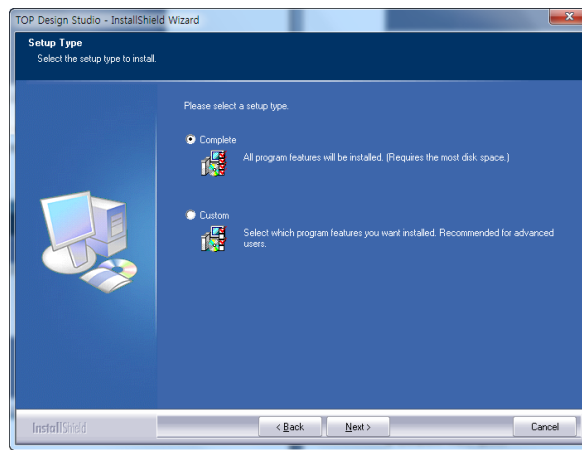 TOP Design Studio - InstallShield Wizard
Setup Type
Select the setup type to install.
Please select a setup type.
Complete
All program features will be installed. (Requires the most disk space.)
Custom
Select which program features you want installed. Recommended for advanced
users.
InstallShield
< Back
Next >
Cancel